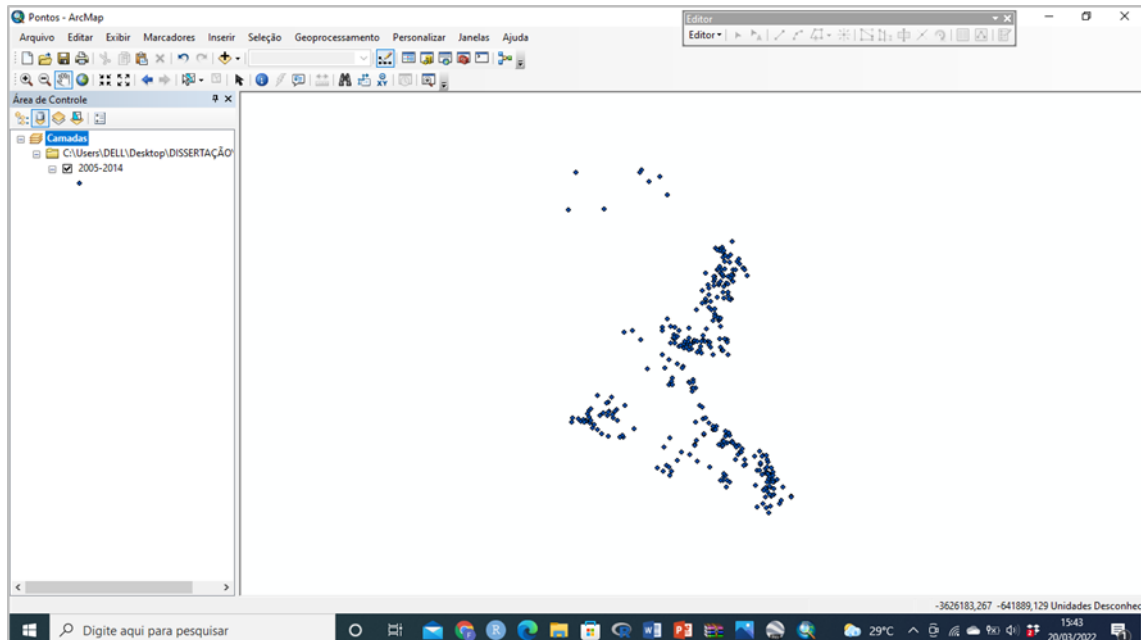 Pontos - ArcMap
Editor
Arquivo Editar Exibir Marcadores Inserir Seleção Geoprocessamento Personalizar Janelas Ajuda
Editor
Área de Controle
Camadas
C:\Users\DELL\Desktop\DISSERTAÇÃO
2005-2014
-3626183,267 -641889,129 Unidades Desconhec
Digite aqui para pesquisar
29°C
15:43
20/03/2022